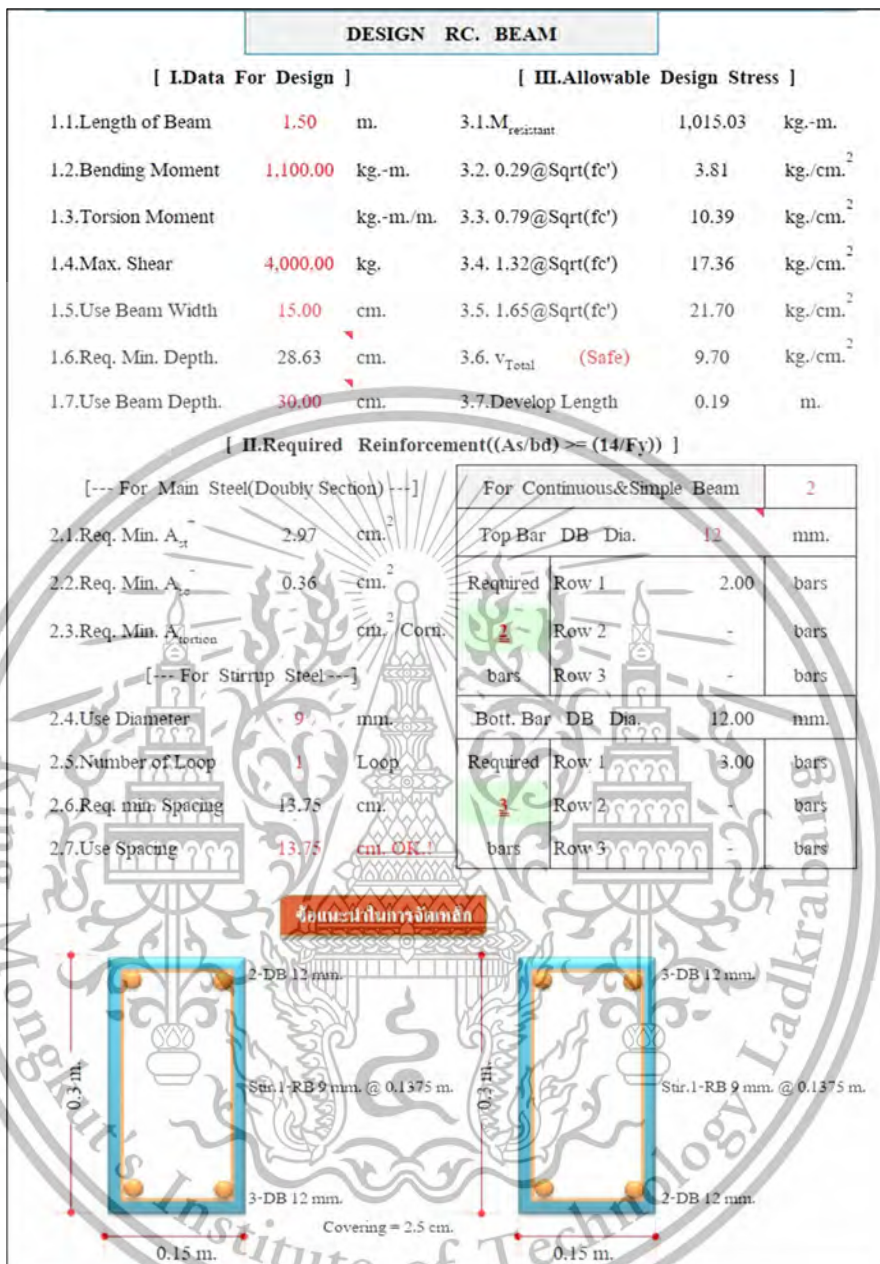 DESIGN RC. BEAM
[ I.Data For Design ] [ III.Allowable Design Stress ]
1.1.Length of Beam 1.50 m. 3.1.M resistant 1,015.03 kg.-m.
1.2.Bending Moment 1,100.00 kg.-m. 3.2. 0.29@Sqrt(fc') 3.81 kg./cm.2
1.3.Torsion Moment kg.-m./m. 3.3. 0.79@Sqrt(fc') 10.39 kg./cm.2
1.4.Max. Shear 4,000.00 kg. 3.4. 1.32@Sqrt(fc') 17.36 kg./cm.2
1.5.Use Beam Width 15.00 cm. 3.5. 1.65@Sqrt(fc') 21.70 kg./cm.2
1.6.Req. Min. Depth. 28.63 cm. 3.6. vTotal (Safe) 9.70 kg./cm.2
1.7.Use Beam Depth. 30.00 cm. 3.7.Develop Length 0.19 m.
[ II.Required Reinforcement((As/bd) >= (14/Fy)) ]
[--- For Main Steel(Doubly Section) ---] For Continuous&Simple Beam 2
2.1.Req. Min. Ast- 2.97 cm.2 Top Bar DB Dia. 12 mm.
2.2.Req. Min. Asc- 0.36 cm.2 Required Row 1 2.00 bars
2.3.Req. Min. Atortion cm.2/Corn. 2 Row 2 - bars
[--- For Stirrup Steel ---] bars Row 3 - bars
2.4.Use Diameter 9 mm. Bott. Bar DB Dia. 12.00 mm.
2.5.Number of Loop 1 Loop Required Row 1 3.00 bars
2.6.Req. min. Spacing 13.75 cm. 3 Row 2 - bars
2.7.Use Spacing 13.75 cm. OK.! bars Row 3 - bars
ข้อแนะนำในการจัดเหล็ก
2-DB 12 mm. 3-DB 12 mm.
0.3 m. Stir.1-RB 9 mm. @ 0.1375 m. 0.3 m. Stir.1-RB 9 mm. @ 0.1375 m.
3-DB 12 mm. 2-DB 12 mm.
Covering = 2.5 cm.
0.15 m. 0.15 m.
King Mongkut's Institute of Technology Ladkrabang